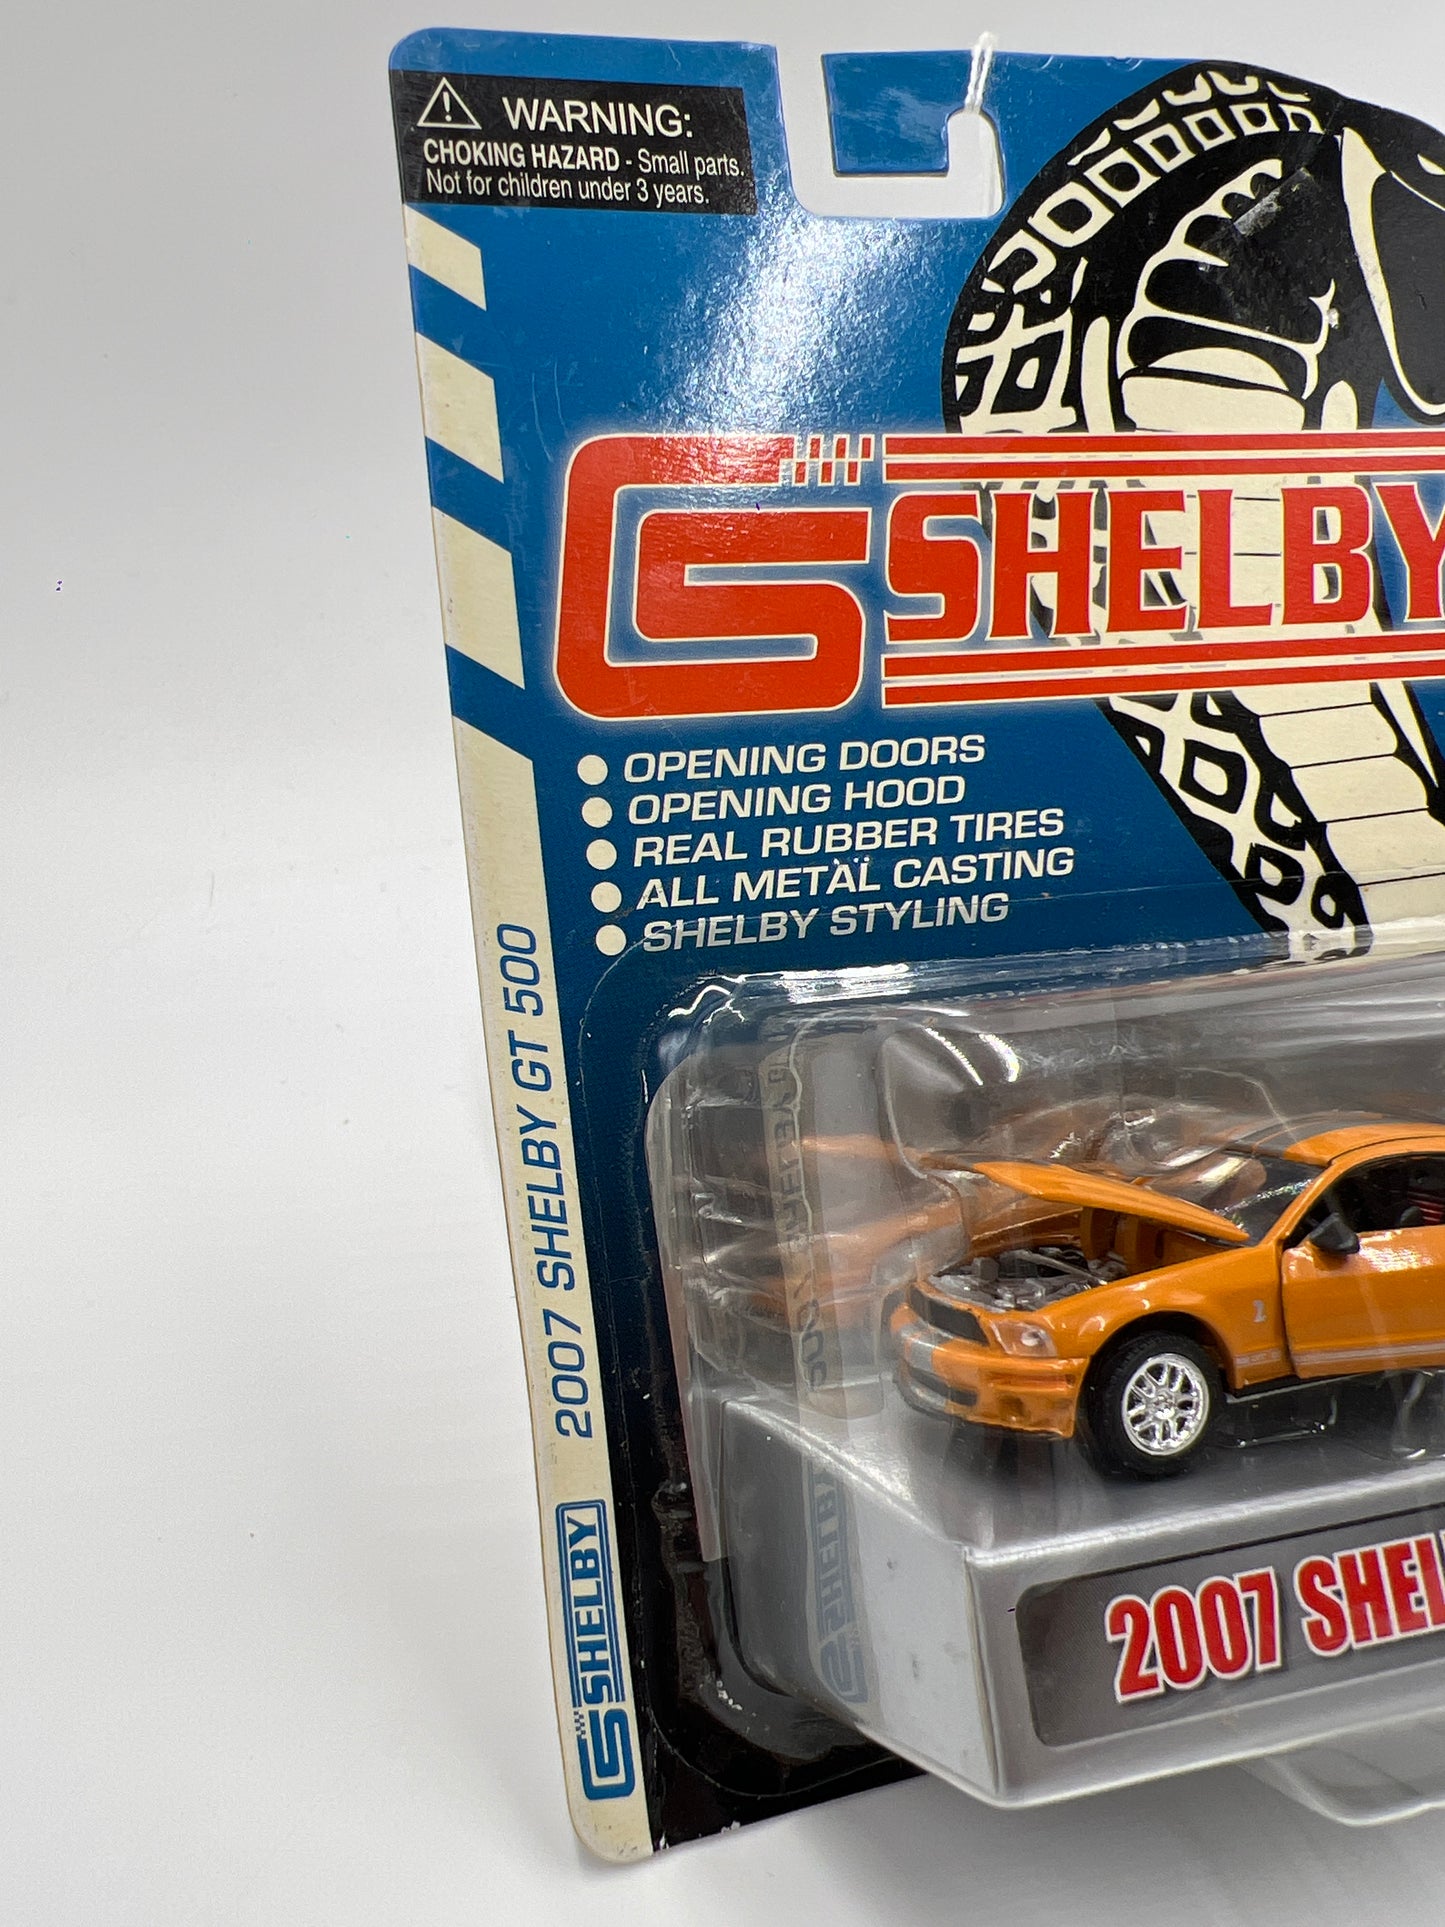 WARNING:
CHOKING HAZARD - Small parts.
Not for children under 3 years.
SHELBY
OPENING DOORS
OPENING HOOD
REAL RUBBER TIRES
ALL METAL CASTING
SHELBY STYLING
2007 SHELBY GT 500
SHELBY
2007 SHEL